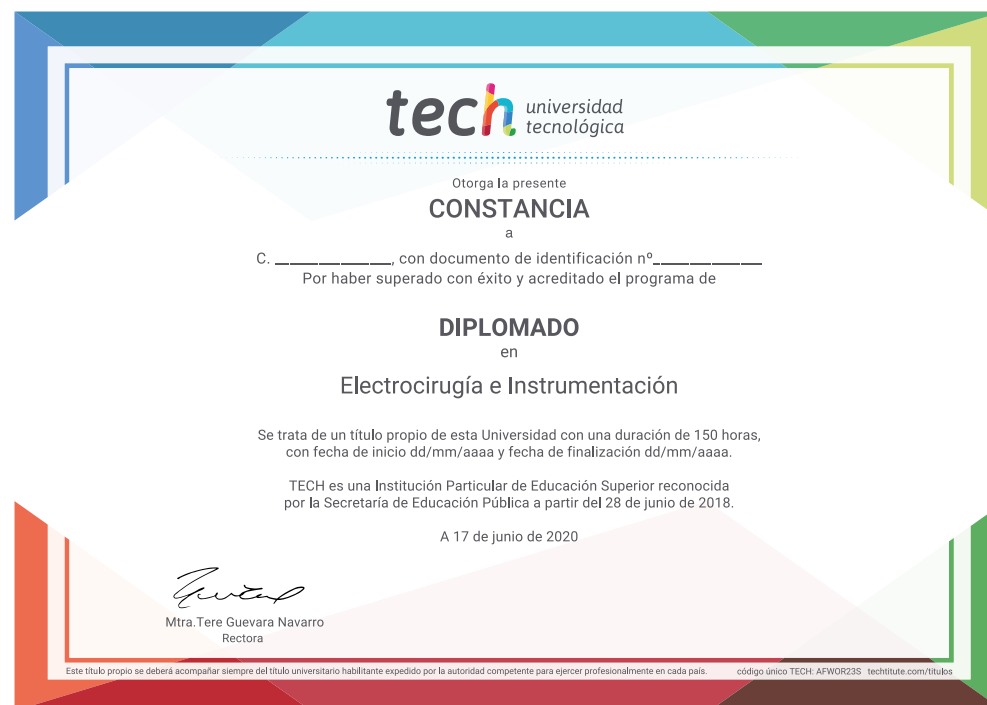 tech universidad
tecnológica
Otorga la presente
CONSTANCIA
a
C. ________________, con documento de identificación nº_______________
Por haber superado con éxito y acreditado el programa de
DIPLOMADO
en
Electrocirugía e Instrumentación
Se trata de un título propio de esta Universidad con una duración de 150 horas,
con fecha de inicio dd/mm/aaaa y fecha de finalización dd/mm/aaaa.
TECH es una Institución Particular de Educación Superior reconocida
por la Secretaría de Educación Pública a partir del 28 de junio de 2018.
A 17 de junio de 2020
Mtra.Tere Guevara Navarro
Rectora
Este título propio se deberá acompañar siempre del título universitario habilitante expedido por la autoridad competente para ejercer profesionalmente en cada país. código único TECH: AFWOR23S techtitute.com/titulos